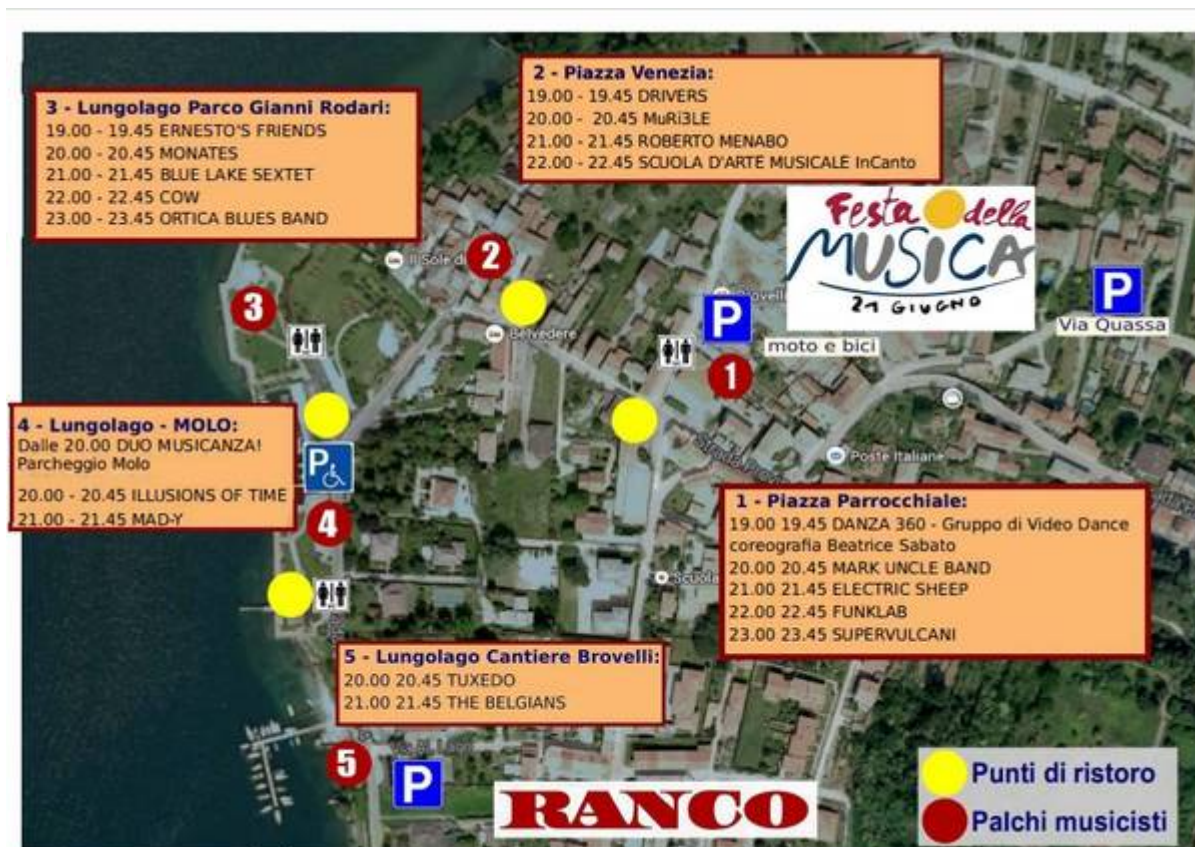 2 - Piazza Venezia:
19.00 - 19.45 DRIVERS
20.00 - 20.45 MuRi3LE
21.00 - 21.45 ROBERTO MENABO
22.00 - 22.45 SCUOLA D'ARTE MUSICALE InCanto
3 - Lungolago Parco Gianni Rodari:
19.00 - 19.45 ERNESTO'S FRIENDS
20.00 - 20.45 MONATES
21.00 - 21.45 BLUE LAKE SEXTET
22.00 - 22.45 COW
23.00 - 23.45 ORTICA BLUES BAND
Festa della
MUSICA
21 GIUGNO
2
Il Sole di
3
Belvedere
P
P
Via Quassa
moto e bici
1
4 - Lungolago - MOLO:
Dalle 20.00 DUO MUSICANZA!
Parcheggio Molo
20.00 - 20.45 ILLUSIONS OF TIME
21.00 - 21.45 MAD-Y
P
4
Poste Italiane
1 - Piazza Parrocchiale:
19.00 19.45 DANZA 360 - Gruppo di Video Dance
coreografia Beatrice Sabato
20.00 20.45 MARK UNCLE BAND
21.00 21.45 ELECTRIC SHEEP
22.00 22.45 FUNKLAB
23.00 23.45 SUPERVULCANI
Scuola
5 - Lungolago Cantiere Brovelli:
20.00 20.45 TUXEDO
21.00 21.45 THE BELGIANS
5
P
RANCO
Punti di ristoro
Palchi musicisti